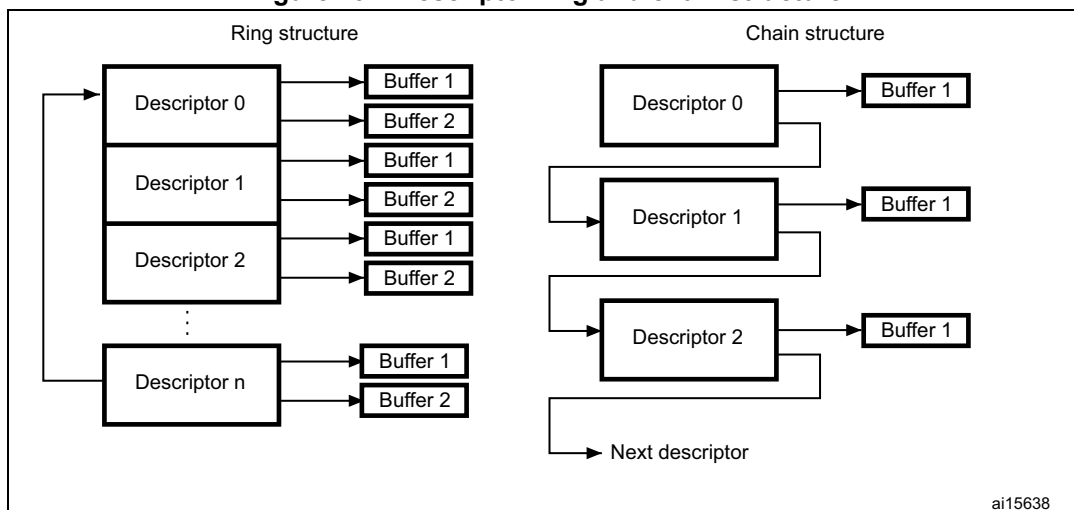 Ring structure
Descriptor 0
Buffer 1
Buffer 2
Descriptor 1
Buffer 1
Buffer 2
Descriptor 2
Buffer 1
Buffer 2
Descriptor n
Buffer 1
Buffer 2
Chain structure
Descriptor 0
Buffer 1
Descriptor 1
Buffer 1
Descriptor 2
Buffer 1
Next descriptor
ai15638